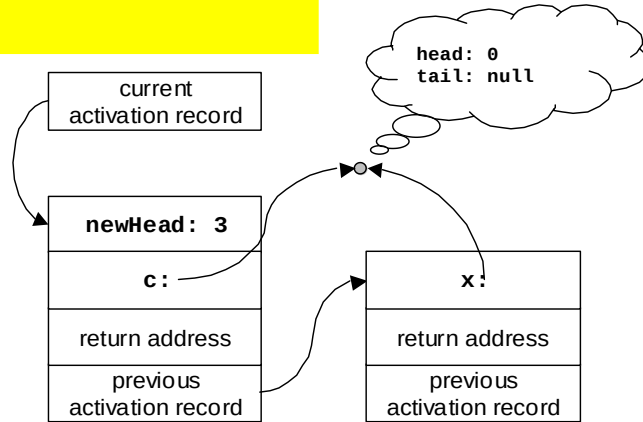 head: 0
tail: null
current
activation record
newHead: 3
c:
return address
previous
activation record
x:
return address
previous
activation record